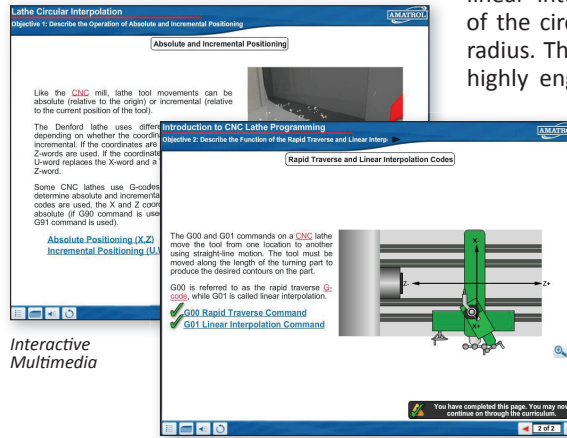 linear
of the circ
radius. Th
highly eng
Lathe Circular Interpolation
AMATROL
Objective 1: Describe the Operation of Absolute and Incremental Positioning
Absolute and Incremental Positioning
Like the CNC mill, lathe tool movements can be
absolute (relative to the origin) or incremental (relative
to the current position of the tool).
The Denford lathe uses differe
depending on whether the coordin
incremental. If the coordinates are
Z-words are used. If the coordinate
U-word replaces the X-word and a
Z-word.
Some CNC lathes use G-codes
determine absolute and incrementa
codes are used, the X and Z coord
absolute (if G90 command is use
G91 command is used).
Absolute Positioning (X,Z)
Incremental Positioning (U,
Introduction to CNC Lathe Programming
AMATROL
Objective 2: Describe the Function of the Rapid Traverse and Linear Interp
Rapid Traverse and Linear Interpolation Codes
The G00 and G01 commands on a CNC lathe
move the tool from one location to another
using straight-line motion. The tool must be
moved along the length of the turning part to
produce the desired contours on the part.
G00 is referred to as the rapid traverse G-
code, while G01 is called linear interpolation.
G00 Rapid Traverse Command
G01 Linear Interpolation Command
X-
Z-
Z+
X+
You have completed this page. You may now
continue on through the curriculum.
2 of 2
Interactive
Multimedia